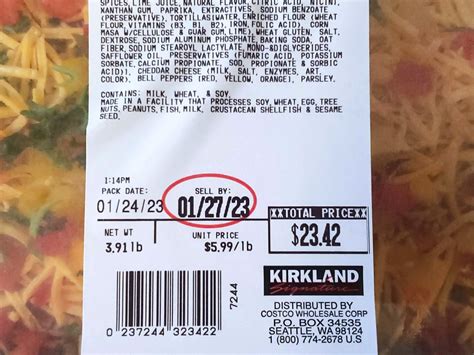 SPICES, LIME JUICE, NATURAL FLAVOR, CITRIC ACID, NICIN),
XANTHAN GUM, PAPRIKA, EXTRACTIVES, SODIUM BENZOATE
(PRESERVATIVE), TORTILLAS(WATER, ENRICHED FLOUR (WHEAT
FLOUR, VITAMINS (B3, B1, B2), IRON, FOLIC ACID), CORN
MASA W/CELLULOSE & GUAR GUM, LIME), WHEAT GLUTEN, SALT,
DEXTROSE, SODIUM ALUMINUM PHOSPHATE, BAKING SODA, OAT
FIBER, SODIUM STEAROYL LACTYLATE, MONO-&DIGLYCERIDES,
SAFFLOWER OIL, PRESERVATIVES (FUMARIC ACID, POTASSIUM
SORBATE, CALCIUM PROPIONATE, SOD, PROPIONATE & SORBIC
ACID)1, CHEDDAR CHEESE (MILK, SALT, ENZYMES, ART.
COLOR), BELL PEPPERS (RED, YELLOW, ORANGE), PARSLEY.
CONTAINS: MILK, WHEAT, & SOY.
MADE IN A FACILITY THAT PROCESSES SOY, WHEAT, EGG, TREE
NUTS, PEANUTS, FISH, MILK, CRUSTACEAN SHELLFISH & SESAME
SEED.
1:14PM
PACK DATE: SELL BY:
01/24/23 01/27/23 XXTOTAL PRICEXX
NET WT UNIT PRICE $23.42
3.91lb $5.99/lb
7244
0 237244 323422
KIRKLAND
Signature
DISTRIBUTED BY
COSTCO WHOLESALE CORP
P.O. BOX 34535
SEATTLE, WA 98124
1 (800) 774-2678 U.S